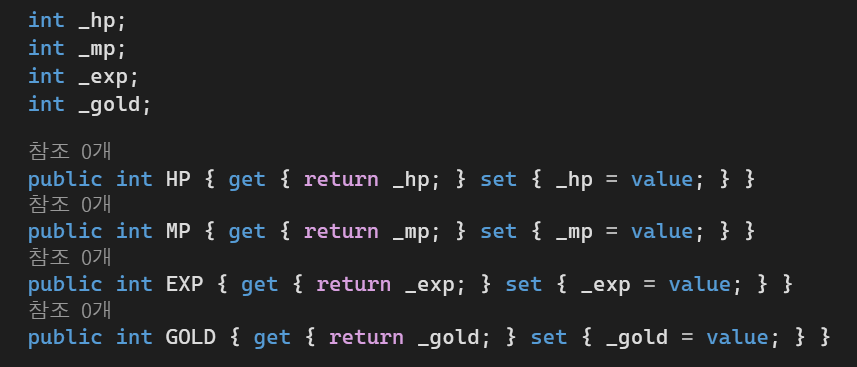 int _hp;
int _mp;
int _exp;
int _gold;
참조 0개
public int HP { get { return _hp; } set { _hp = value; } }
참조 0개
public int MP { get { return _mp; } set { _mp = value; } }
참조 0개
public int EXP { get { return _exp; } set { _exp = value; } }
참조 0개
public int GOLD { get { return _gold; } set { _gold = value; } }